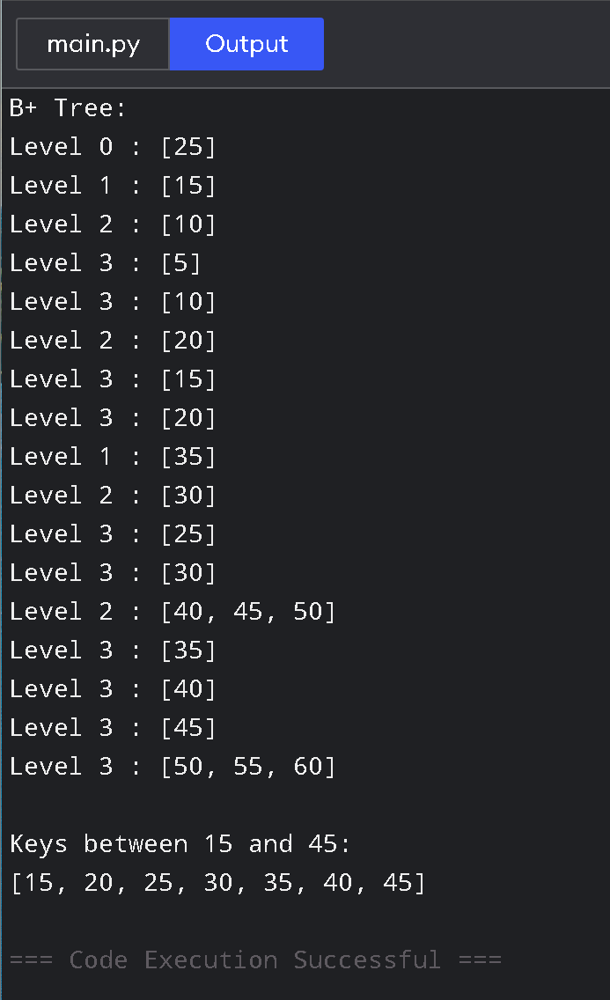 main.py Output
B+ Tree:
Level 0 : [25]
Level 1 : [15]
Level 2 : [10]
Level 3 : [5]
Level 3 : [10]
Level 2 : [20]
Level 3 : [15]
Level 3 : [20]
Level 1 : [35]
Level 2 : [30]
Level 3 : [25]
Level 3 : [30]
Level 2 : [40, 45, 50]
Level 3 : [35]
Level 3 : [40]
Level 3 : [45]
Level 3 : [50, 55, 60]
Keys between 15 and 45:
[15, 20, 25, 30, 35, 40, 45]
=== Code Execution Successful ===